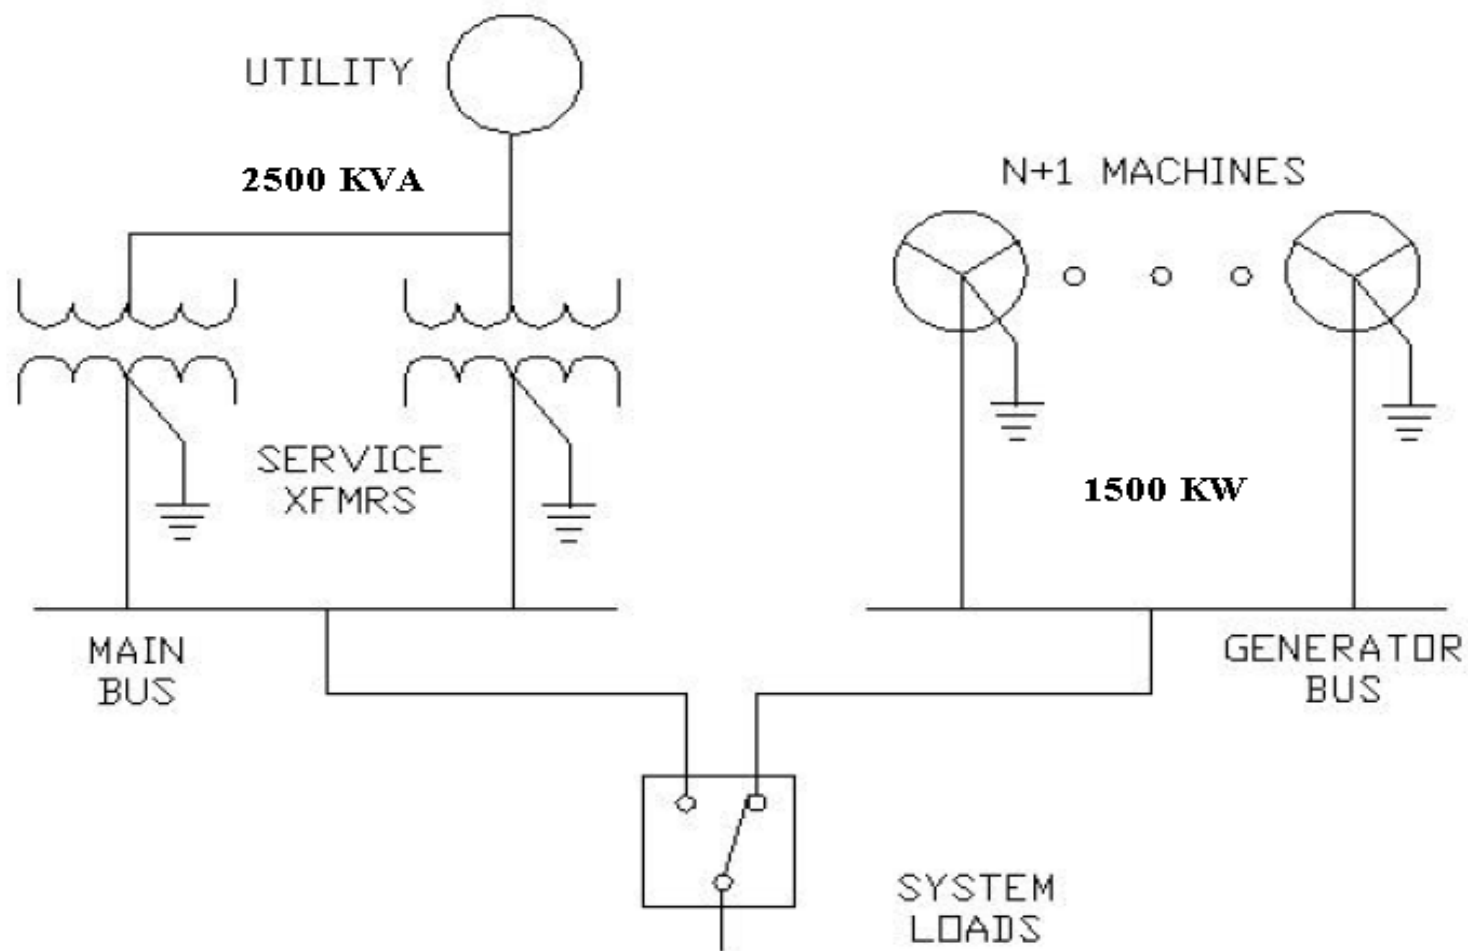 UTILITY
2500 KVA
N+1 MACHINES
SERVICE
XFMRS
1500 KW
MAIN
BUS
GENERATOR
BUS
SYSTEM
LOADS